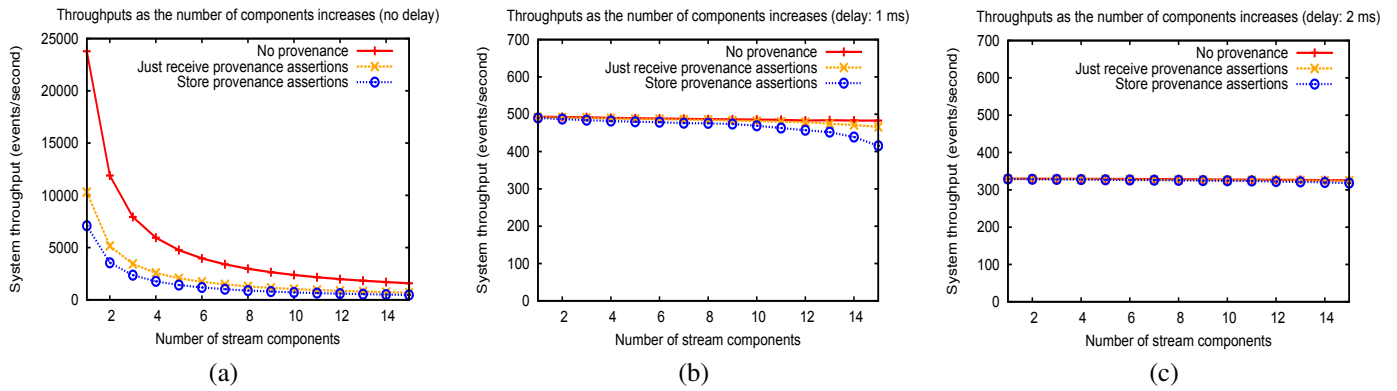 Throughputs as the number of components increases (no delay)
System throughput (events/second)
25000
20000
15000
10000
5000
0
No provenance
Just receive provenance assertions
Store provenance assertions
2 4 6 8 10 12 14
Number of stream components
(a)
Throughputs as the number of components increases (delay: 1 ms)
System throughput (events/second)
700
600
500
400
300
200
100
0
No provenance
Just receive provenance assertions
Store provenance assertions
2 4 6 8 10 12 14
Number of stream components
(b)
Throughputs as the number of components increases (delay: 2 ms)
System throughput (events/second)
700
600
500
400
300
200
100
0
No provenance
Just receive provenance assertions
Store provenance assertions
2 4 6 8 10 12 14
Number of stream components
(c)